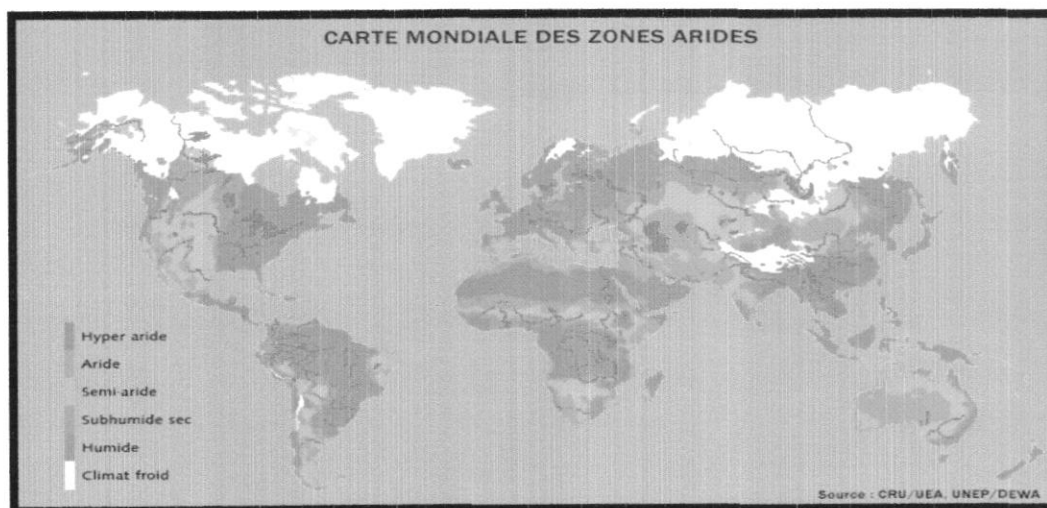 CARTE MONDIALE DES ZONES ARIDES
Hyper aride
Aride
Semi-aride
Subhumide sec
Humide
Climat froid
Source : CRU/UEA, UNEP/DEWA